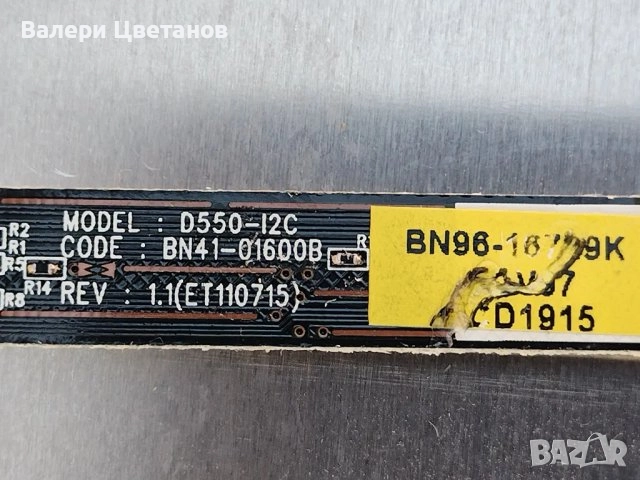 Валери Цветанов
R2
R1
R5
R14
R8
MODEL : D550-I2C
CODE : BN41-01600B
REV : 1.1(ET110715)
R
CD1915
BAZAR